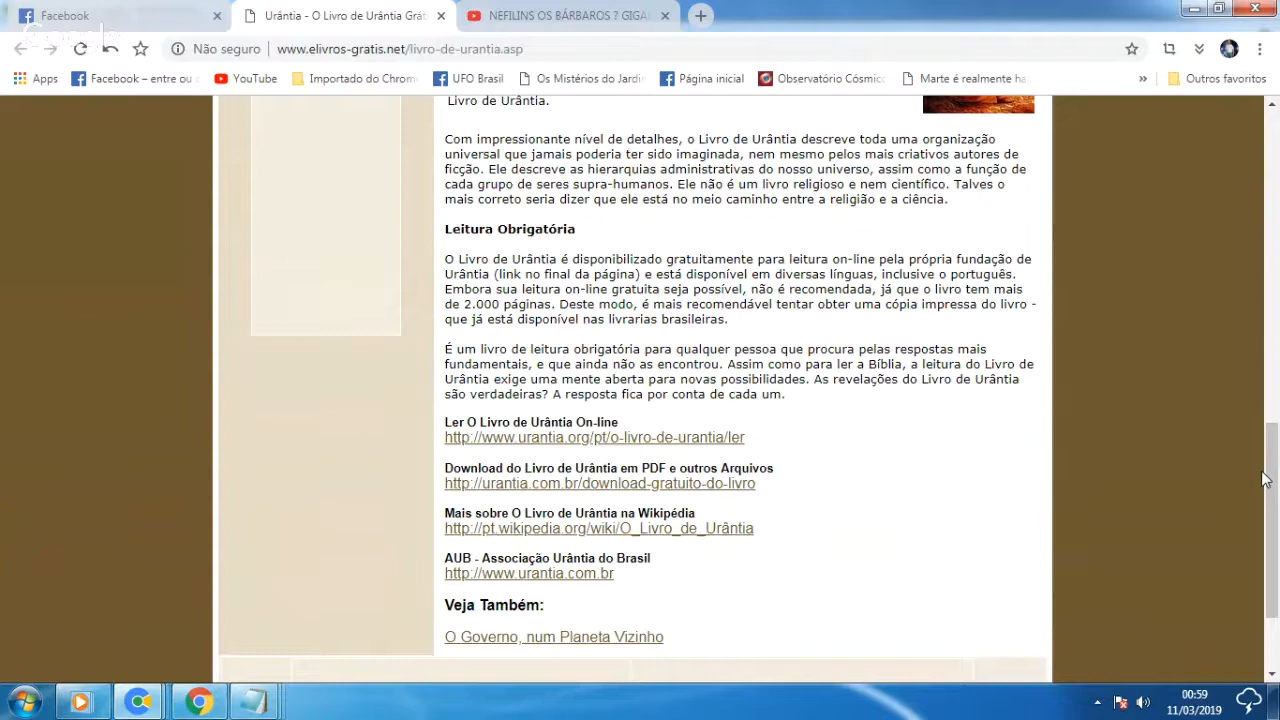 Facebook
Urântia - O Livro de Urântia Grát
NEFILINS OS BÁRBAROS ? GIGA
Google
Não seguro
www.elivros-gratis.net/livro-de-urantia.asp
Apps
Facebook – entre ou c
YouTube
Importado do Chrome
UFO Brasil
Os Mistérios do Jardi
Página inicial
Observatório Cósmic
Marte é realmente ha
»
Outros favoritos
Livro de Urântia.
Com impressionante nível de detalhes, o Livro de Urântia descreve toda uma organização
universal que jamais poderia ter sido imaginada, nem mesmo pelos mais criativos autores de
ficção. Ele descreve as hierarquias administrativas do nosso universo, assim como a função de
cada grupo de seres supra-humanos. Ele não é um livro religioso e nem científico. Talves o
mais correto seria dizer que ele está no meio caminho entre a religião e a ciência.
Leitura Obrigatória
O Livro de Urântia é disponibilizado gratuitamente para leitura on-line pela própria fundação de
Urântia (link no final da página) e está disponível em diversas línguas, inclusive o português.
Embora sua leitura on-line gratuita seja possível, não é recomendada, já que o livro tem mais
de 2.000 páginas. Deste modo, é mais recomendável tentar obter uma cópia impressa do livro -
que já está disponível nas livrarias brasileiras.
É um livro de leitura obrigatória para qualquer pessoa que procura pelas respostas mais
fundamentais, e que ainda não as encontrou. Assim como para ler a Bíblia, a leitura do Livro de
Urântia exige uma mente aberta para novas possibilidades. As revelações do Livro de Urântia
são verdadeiras? A resposta fica por conta de cada um.
Ler O Livro de Urântia On-line
http://www.urantia.org/pt/o-livro-de-urantia/ler
Download do Livro de Urântia em PDF e outros Arquivos
http://urantia.com.br/download-gratuito-do-livro
Mais sobre O Livro de Urântia na Wikipédia
http://pt.wikipedia.org/wiki/O_Livro_de_Urântia
AUB - Associação Urântia do Brasil
http://www.urantia.com.br
Veja Também:
O Governo, num Planeta Vizinho
00:59
11/03/2019